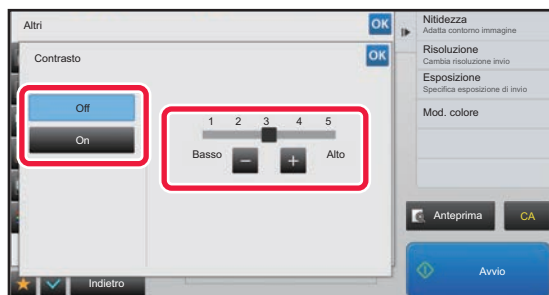 Altri
OK
Contrasto
OK
Off
On
1 2 3 4 5
Basso
−
+
Alto
Indietro
Nitidezza
Adatta contorno immagine
Risoluzione
Cambia risoluzione invio
Esposizione
Specifica esposizione di invio
Mod. colore
Anteprima
CA
Avvio